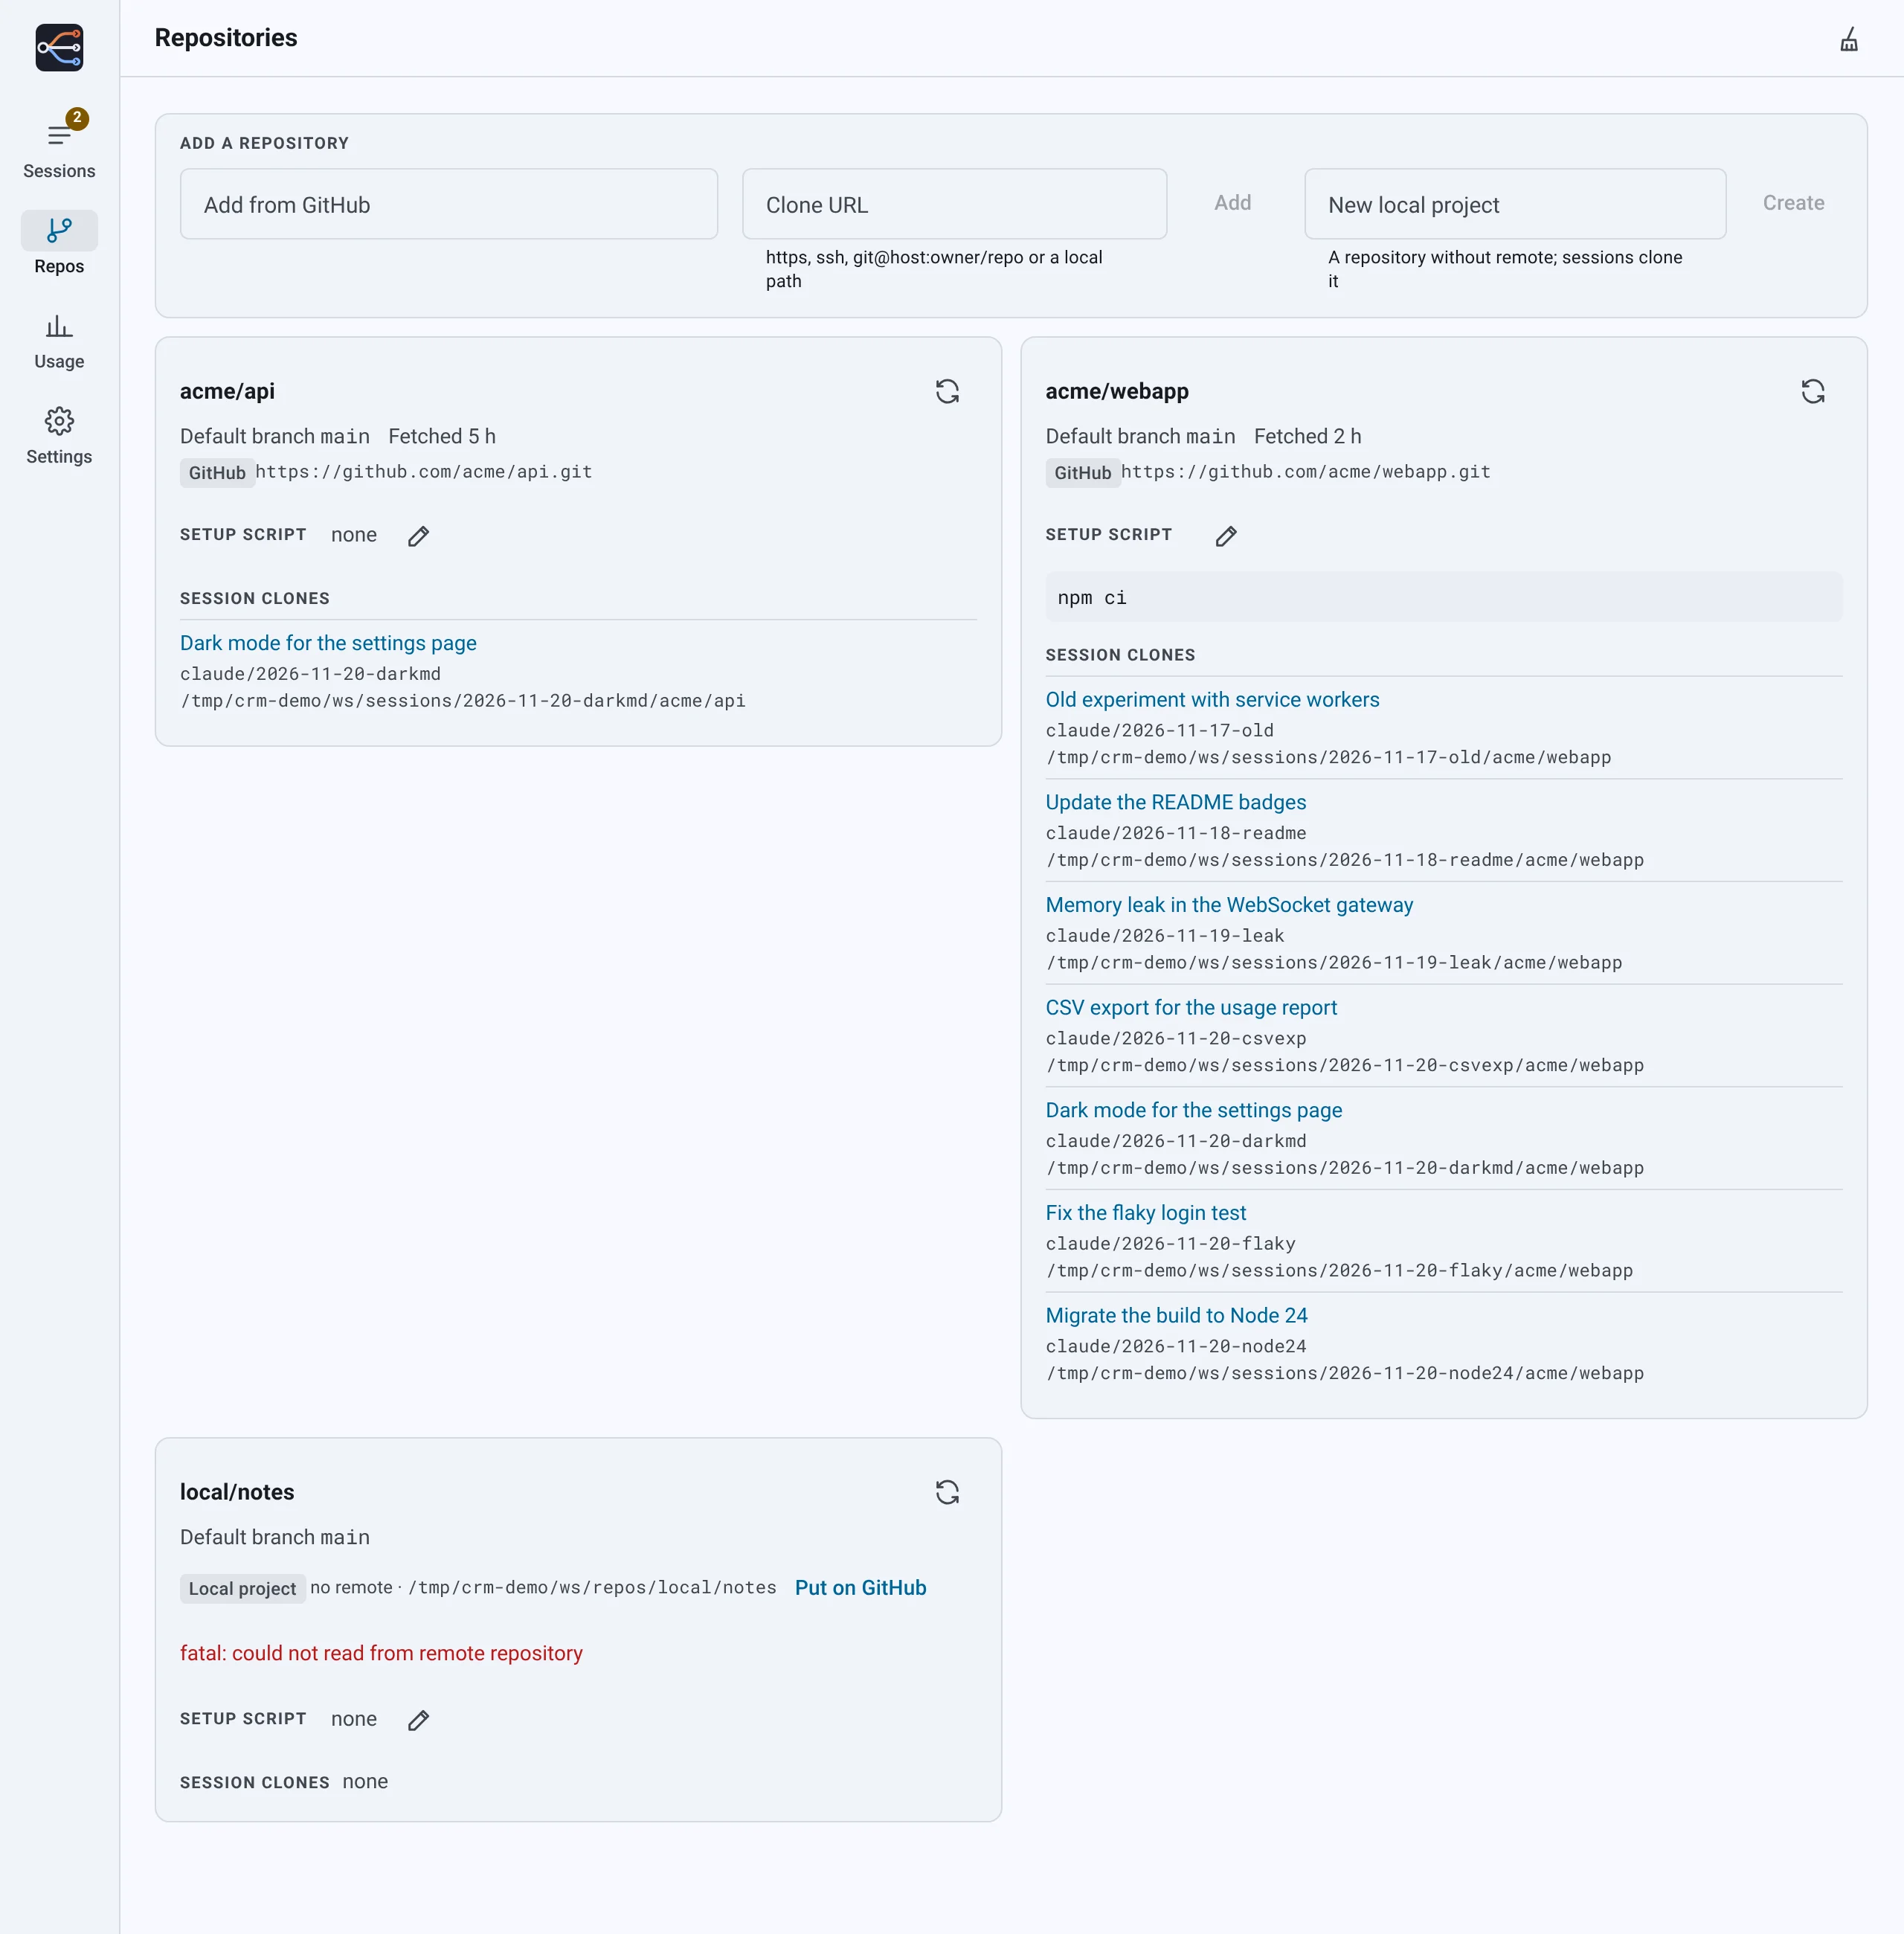 Repositories
2
Sessions
Repos
Usage
Settings
ADD A REPOSITORY
Add from GitHub
Clone URL
https, ssh, git@host:owner/repo or a local
path
Add
New local project
A repository without remote; sessions clone
it
Create
acme/api
Default branch main Fetched 5 h
GitHub https://github.com/acme/api.git
SETUP SCRIPT none
SESSION CLONES
Dark mode for the settings page
claude/2026-11-20-darkmd
/tmp/crm-demo/ws/sessions/2026-11-20-darkmd/acme/api
acme/webapp
Default branch main Fetched 2 h
GitHub https://github.com/acme/webapp.git
SETUP SCRIPT
npm ci
SESSION CLONES
Old experiment with service workers
claude/2026-11-17-old
/tmp/crm-demo/ws/sessions/2026-11-17-old/acme/webapp
Update the README badges
claude/2026-11-18-readme
/tmp/crm-demo/ws/sessions/2026-11-18-readme/acme/webapp
Memory leak in the WebSocket gateway
claude/2026-11-19-leak
/tmp/crm-demo/ws/sessions/2026-11-19-leak/acme/webapp
CSV export for the usage report
claude/2026-11-20-csvexp
/tmp/crm-demo/ws/sessions/2026-11-20-csvexp/acme/webapp
Dark mode for the settings page
claude/2026-11-20-darkmd
/tmp/crm-demo/ws/sessions/2026-11-20-darkmd/acme/webapp
Fix the flaky login test
claude/2026-11-20-flaky
/tmp/crm-demo/ws/sessions/2026-11-20-flaky/acme/webapp
Migrate the build to Node 24
claude/2026-11-20-node24
/tmp/crm-demo/ws/sessions/2026-11-20-node24/acme/webapp
local/notes
Default branch main
Local project no remote · /tmp/crm-demo/ws/repos/local/notes Put on GitHub
fatal: could not read from remote repository
SETUP SCRIPT none
SESSION CLONES none